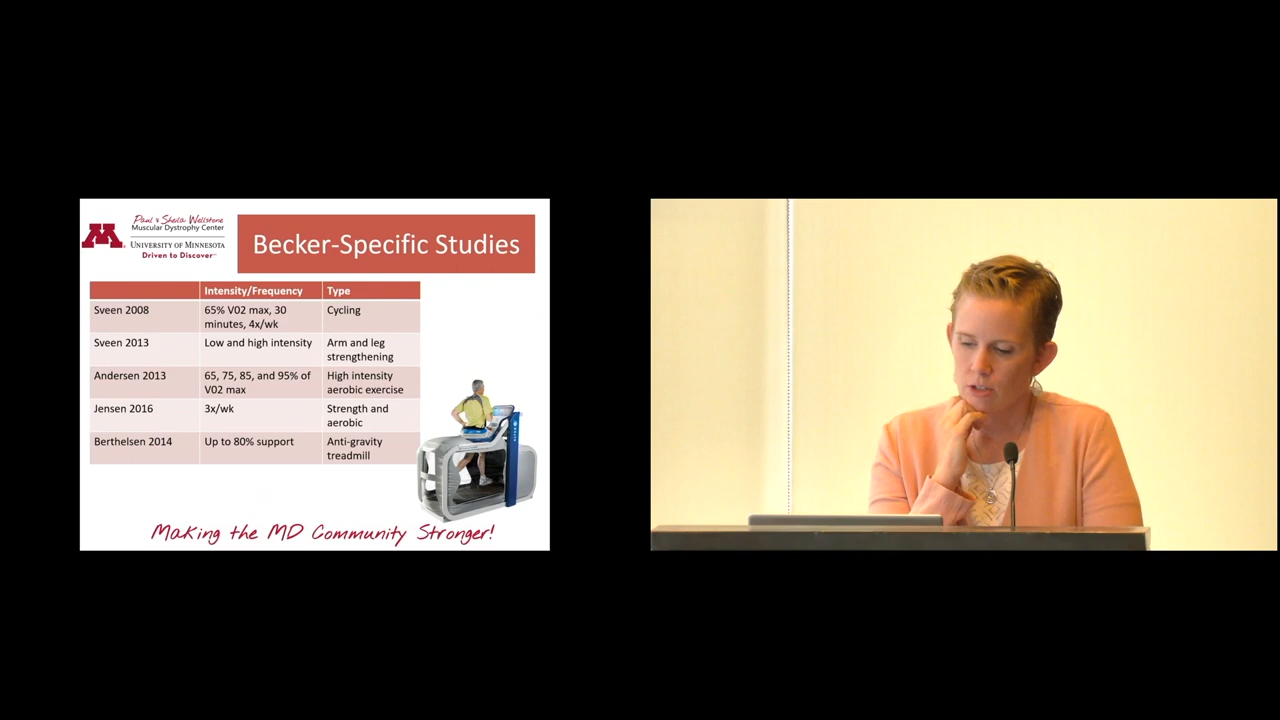 Paul & Sheila Wellstone
Muscular Dystrophy Center
M
UNIVERSITY OF MINNESOTA
Driven to Discover℠
Becker-Specific Studies
Intensity/Frequency Type
Sveen 2008 65% V02 max, 30 minutes, 4x/wk Cycling
Sveen 2013 Low and high intensity Arm and leg strengthening
Andersen 2013 65, 75, 85, and 95% of V02 max High intensity aerobic exercise
Jensen 2016 3x/wk Strength and aerobic
Berthelsen 2014 Up to 80% support Anti-gravity treadmill
Making the MD Community Stronger!